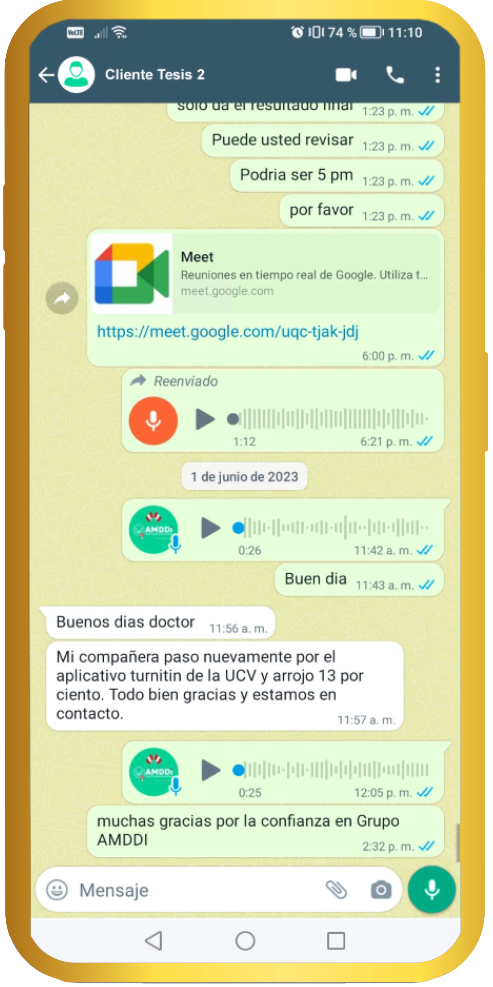 VoLTE 74 % 11:10
Cliente Tesis 2
solo da el resultado final 1:23 p. m.
Puede usted revisar 1:23 p. m.
Podria ser 5 pm 1:23 p. m.
por favor 1:23 p. m.
Meet
Reuniones en tiempo real de Google. Utiliza t...
meet.google.com
https://meet.google.com/uqc-tjak-jdj
6:00 p. m.
Reenviado
1:12 6:21 p. m.
1 de junio de 2023
AMDDI
0:26 11:42 a. m.
Buen dia 11:43 a. m.
Buenos dias doctor 11:56 a. m.
Mi compañera paso nuevamente por el
aplicativo turnitin de la UCV y arrojo 13 por
ciento. Todo bien gracias y estamos en
contacto.
11:57 a. m.
AMDDI
0:25 12:05 p. m.
muchas gracias por la confianza en Grupo
AMDDI
2:32 p. m.
Mensaje